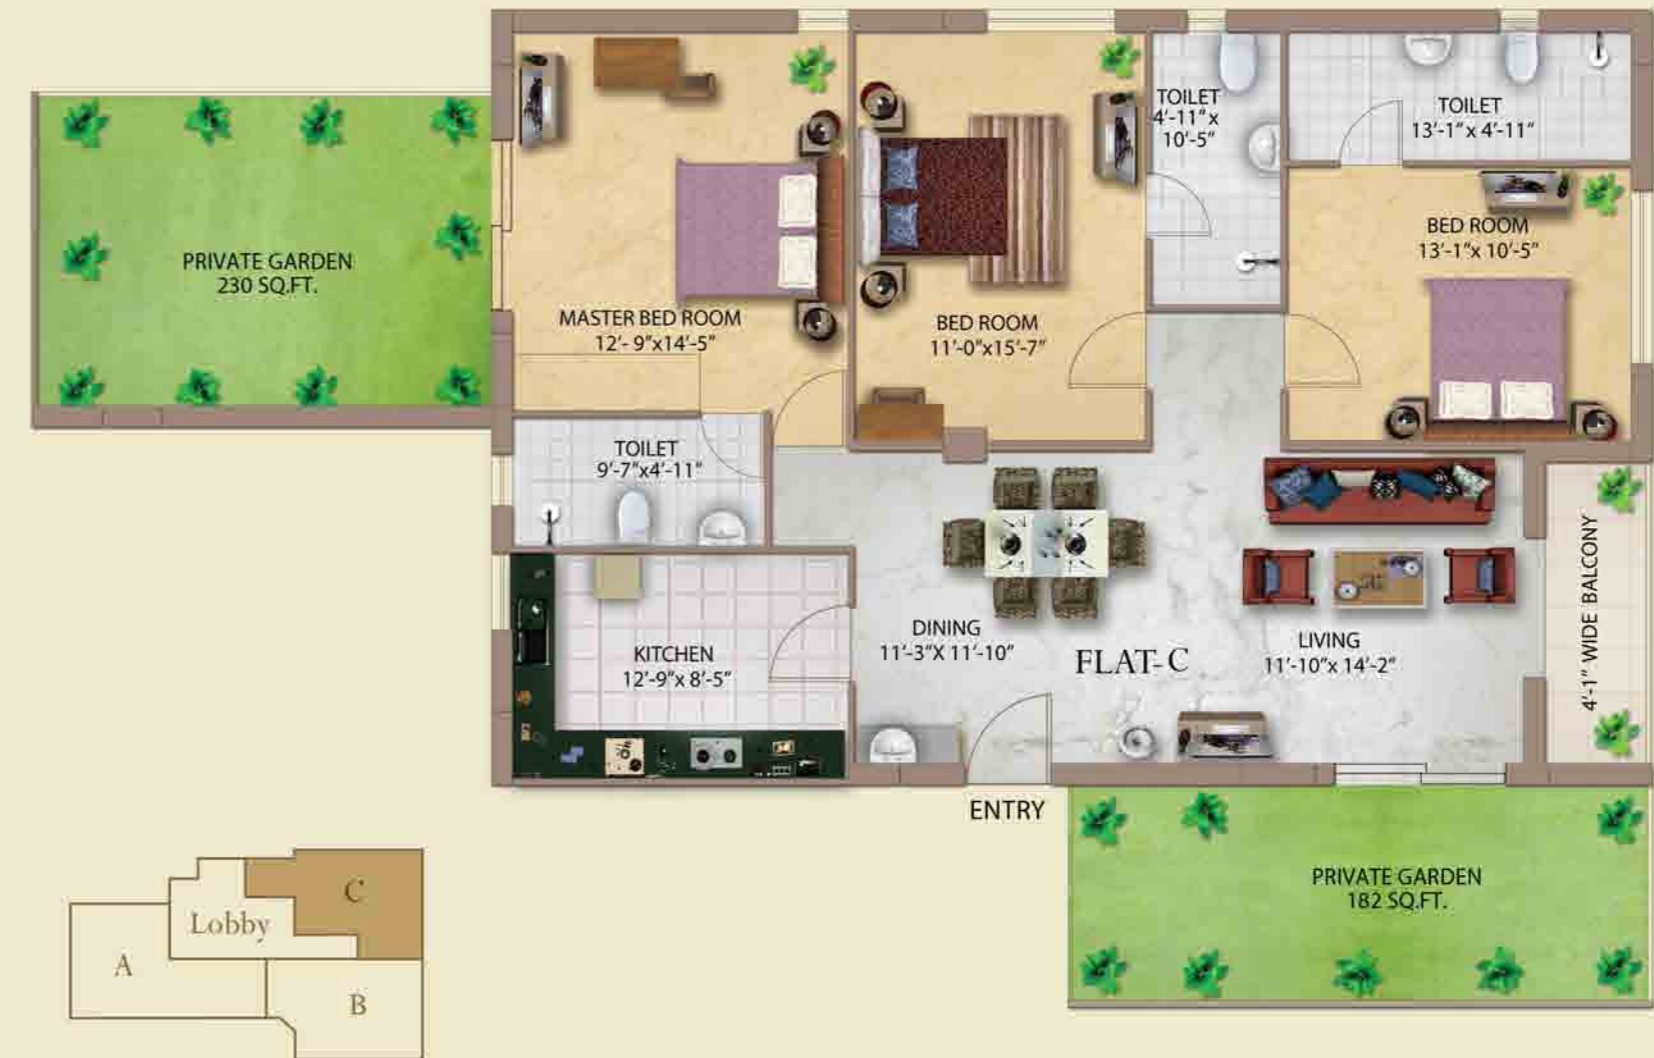 TOILET
4'-11"x
10'-5"
TOILET
13'-1"x 4'-11"
BED ROOM
13'-1"x 10'-5"
PRIVATE GARDEN
230 SQ.FT.
MASTER BED ROOM
12'- 9"x14'-5"
BED ROOM
11'-0"x15'-7"
TOILET
9'-7"x4'-11"
KITCHEN
12'-9"x 8'-5"
DINING
11'-3"X 11'-10"
FLAT-C
LIVING
11'-10"x 14'-2"
4'-1" WIDE BALCONY
ENTRY
PRIVATE GARDEN
182 SQ.FT.
C
Lobby
A
B